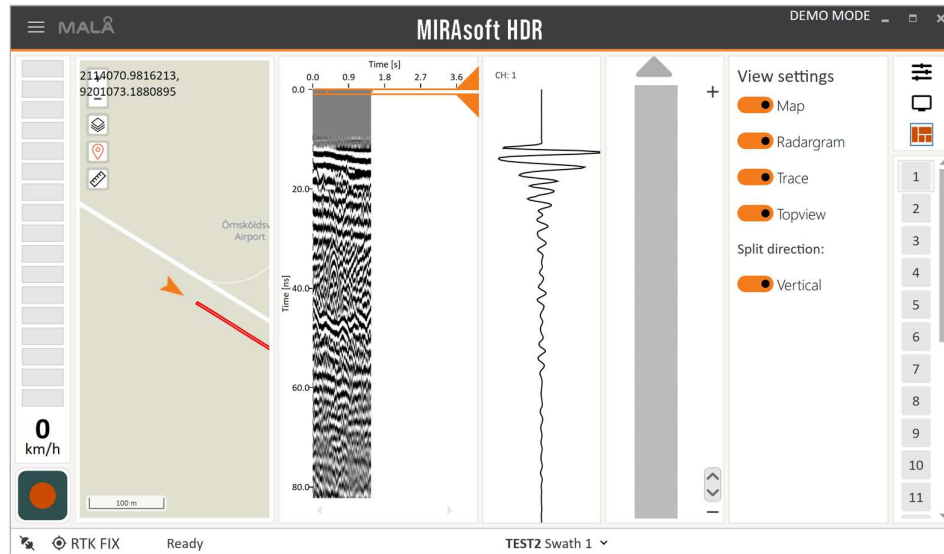 MALÅ
MIRAsoft HDR
DEMO MODE
2114070.9816213,
9201073.1880895
+
−
Örnsköldsv
Airport
100 m
0
km/h
Time [s]
0.0 0.9 1.8 2.7 3.6
Time [ns]
0.0
20.0
40.0
60.0
80.0
CH: 1
+
−
View settings
Map
Radargram
Trace
Topview
Split direction:
Vertical
1
2
3
4
5
6
7
8
9
10
11
RTK FIX
Ready
TEST2 Swath 1